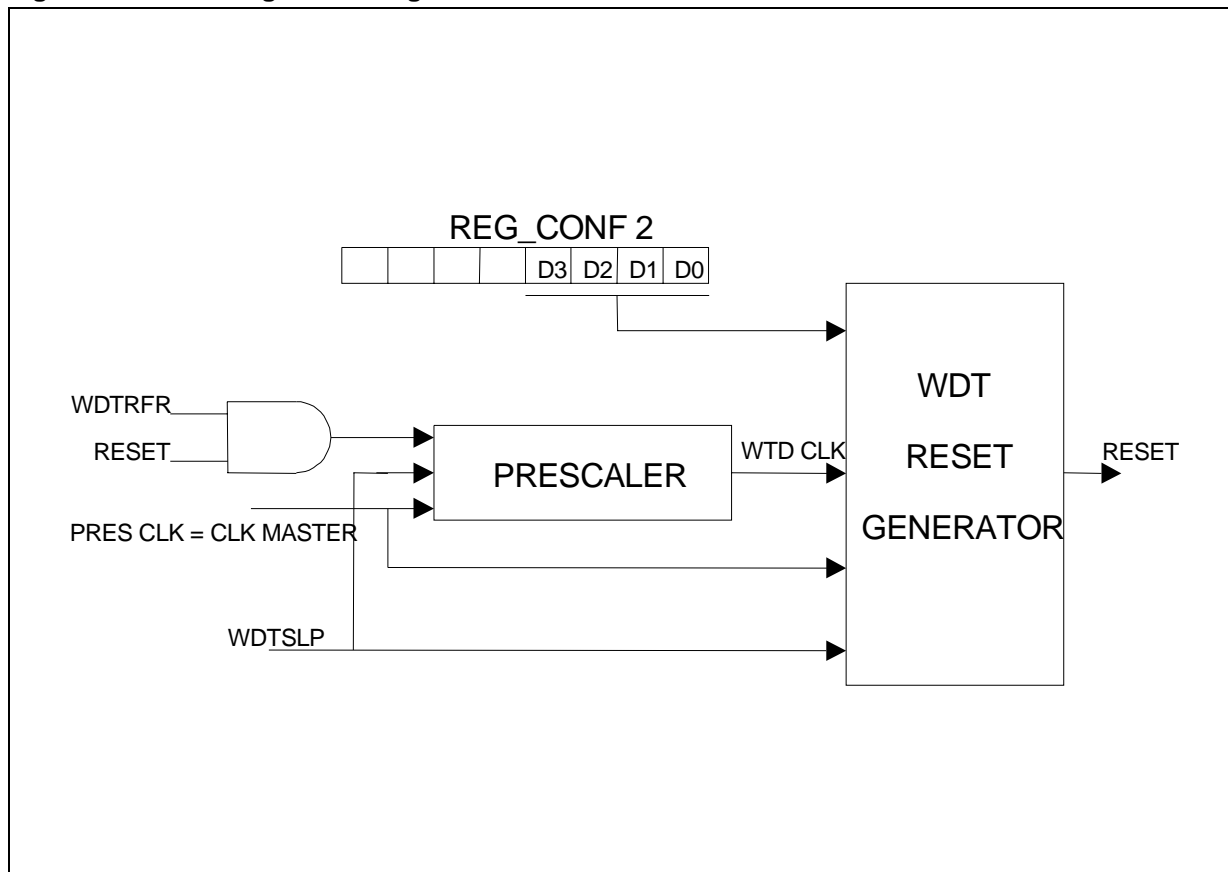 REG_CONF 2
D3 D2 D1 D0
WDTRFR
RESET
PRES CLK = CLK MASTER
WDTSLP
PRESCALER
WTD CLK
WDT
RESET
GENERATOR
RESET